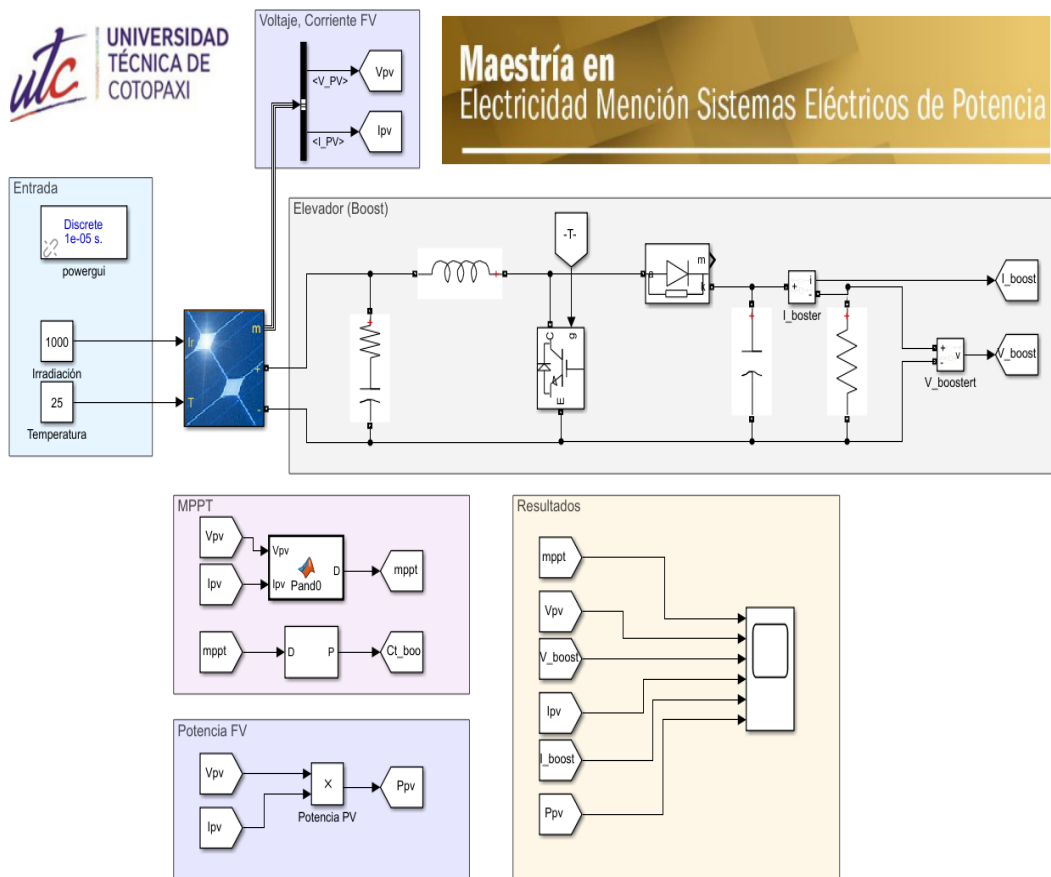 utc
UNIVERSIDAD
TÉCNICA DE
COTOPAXI
Voltaje, Corriente FV
<V_PV>
Vpv
<I_PV>
Ipv
Maestría en
Electricidad Mención Sistemas Eléctricos de Potencia
Entrada
Discrete
1e-05 s.
powergui
1000
Irradiación
25
Temperatura
Ir
T
m
+
-
Elevador (Boost)
-T-
C
g
E
a
m
k
+
-
i
I_boster
I_boost
+
-
v
V_boostert
V_boost
MPPT
Vpv
Ipv
Vpv
Ipv
D
Pand0
mppt
mppt
D
P
Ct_boo
Potencia FV
Vpv
Ipv
X
Potencia PV
Ppv
Resultados
mppt
Vpv
V_boost
Ipv
I_boost
Ppv